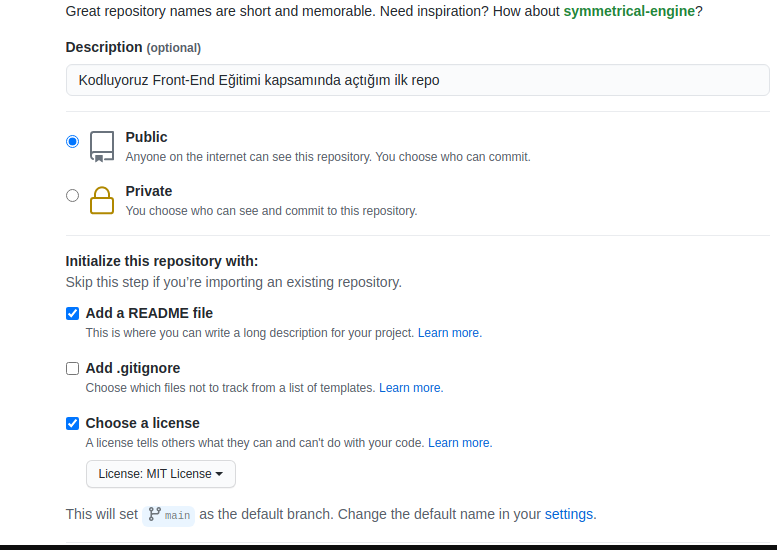 Great repository names are short and memorable. Need inspiration? How about symmetrical-engine?
Description (optional)
Kodluyoruz Front-End Eğitimi kapsamında açtığım ilk repo
Public
Anyone on the internet can see this repository. You choose who can commit.
Private
You choose who can see and commit to this repository.
Initialize this repository with:
Skip this step if you’re importing an existing repository.
Add a README file
This is where you can write a long description for your project. Learn more.
Add .gitignore
Choose which files not to track from a list of templates. Learn more.
Choose a license
A license tells others what they can and can't do with your code. Learn more.
License: MIT License
This will set main as the default branch. Change the default name in your settings.